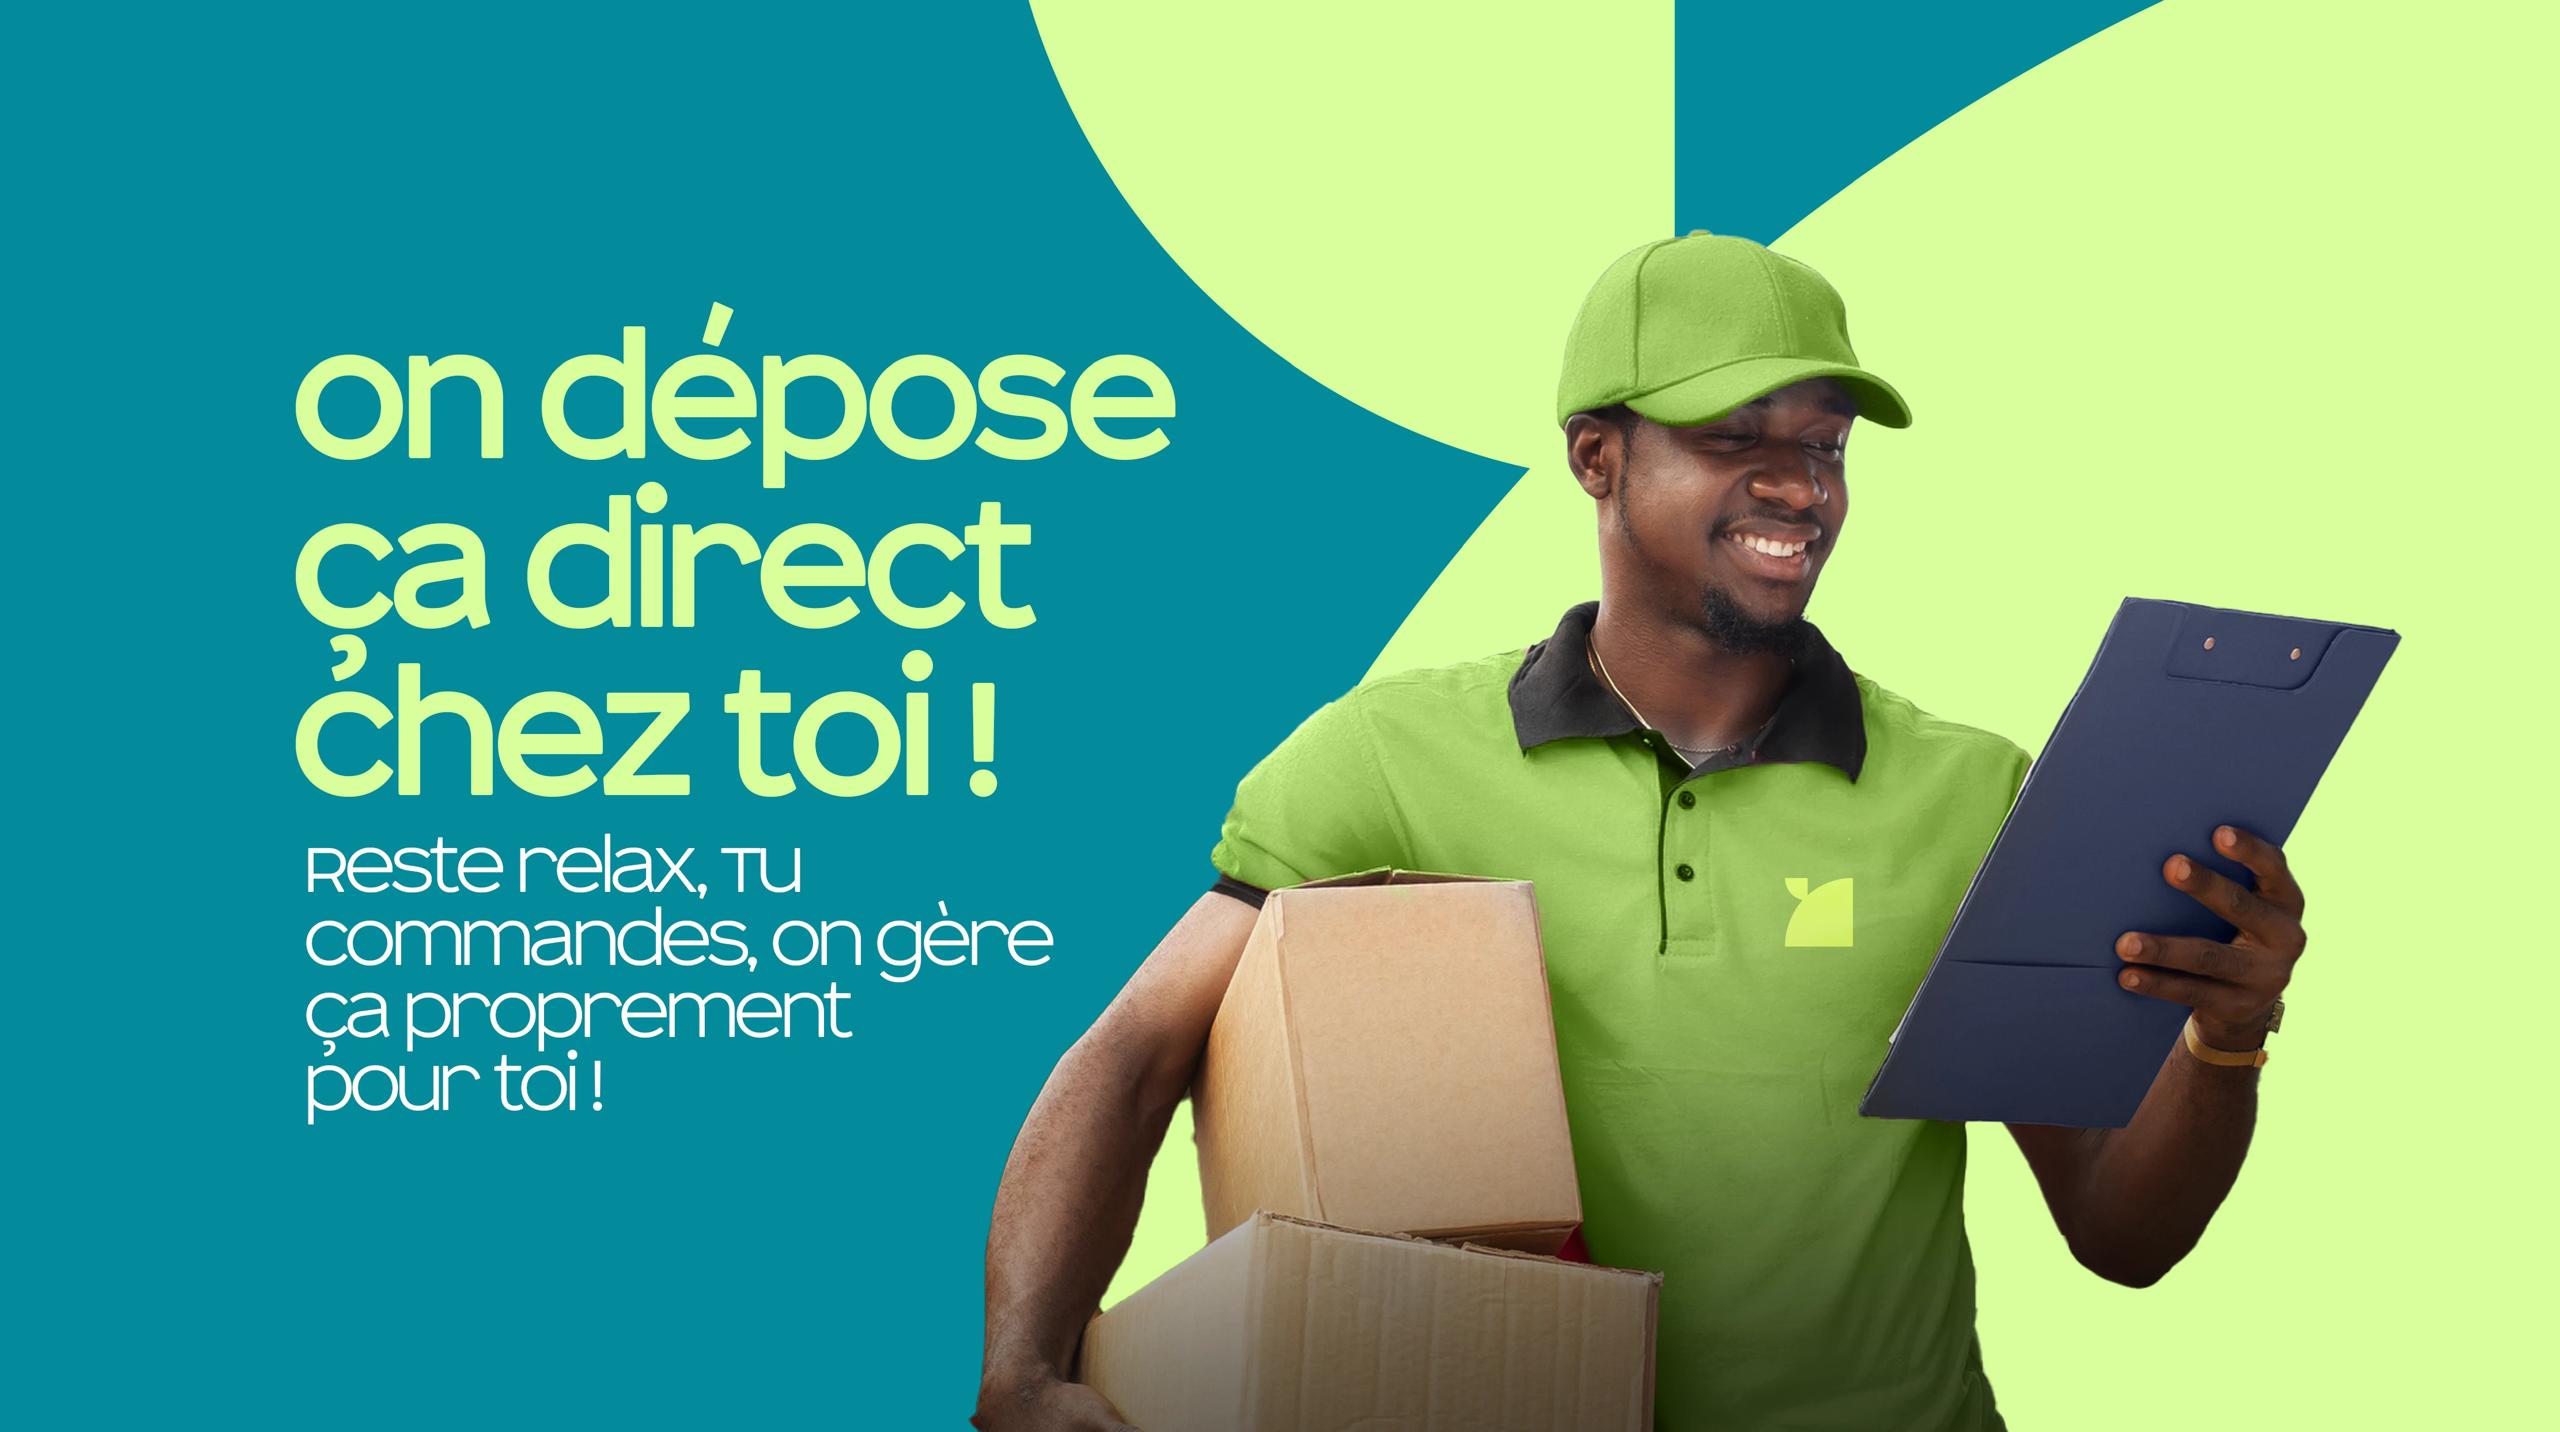 on dépose
ça direct
chez toi !
Reste relax, Tu
commandes, on gère
ça proprement
pour toi !